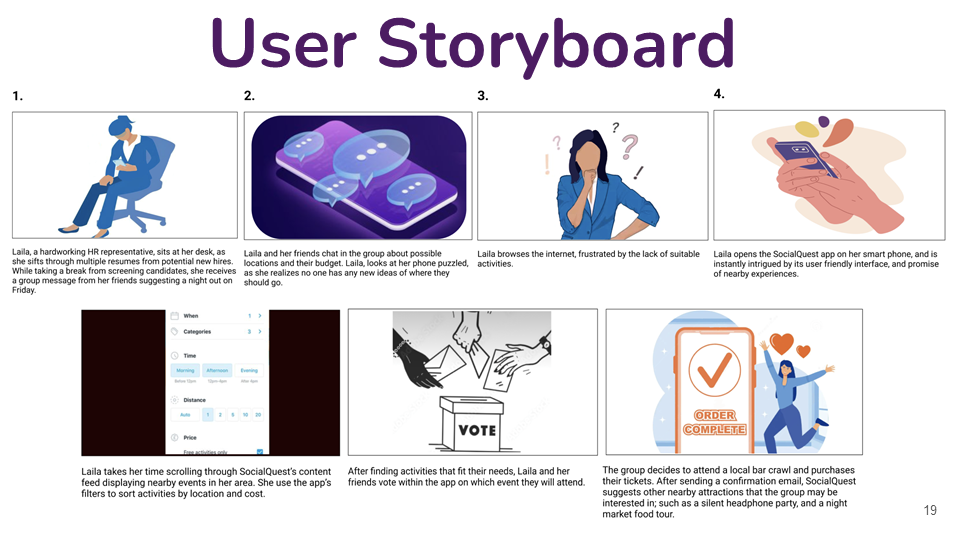 User Storyboard
1.
2.
3.
4.
? ? ? ! !
Laila, a hardworking HR representative, sits at her desk, as
she sifts through multiple resumes from potential new hires.
While taking a break from screening candidates, she receives
a group message from her friends suggesting a night out on
Friday.
Laila and her friends chat in the group about possible
locations and their budget. Laila, looks at her phone puzzled,
as she realizes no one has any new ideas of where they
should go.
Laila browses the internet, frustrated by the lack of suitable
activities.
Laila opens the SocialQuest app on her smart phone, and is
instantly intrigued by its user friendly interface, and promise
of nearby experiences.
When 1 >
Categories 3 >
Time
Morning Afternoon Evening
Before 12pm 12pm-4pm After 4pm
Distance
Auto 1 2 5 10 20
Price
Free activities only
VOTE
ORDER
COMPLETE
Laila takes her time scrolling through SocialQuest's content
feed displaying nearby events in her area. She use the app's
filters to sort activities by location and cost.
After finding activities that fit their needs, Laila and her
friends vote within the app on which event they will attend.
The group decides to attend a local bar crawl and purchases
their tickets. After sending a confirmation email, SocialQuest
suggests other nearby attractions that the group may be
interested in; such as a silent headphone party, and a night
market food tour.
19